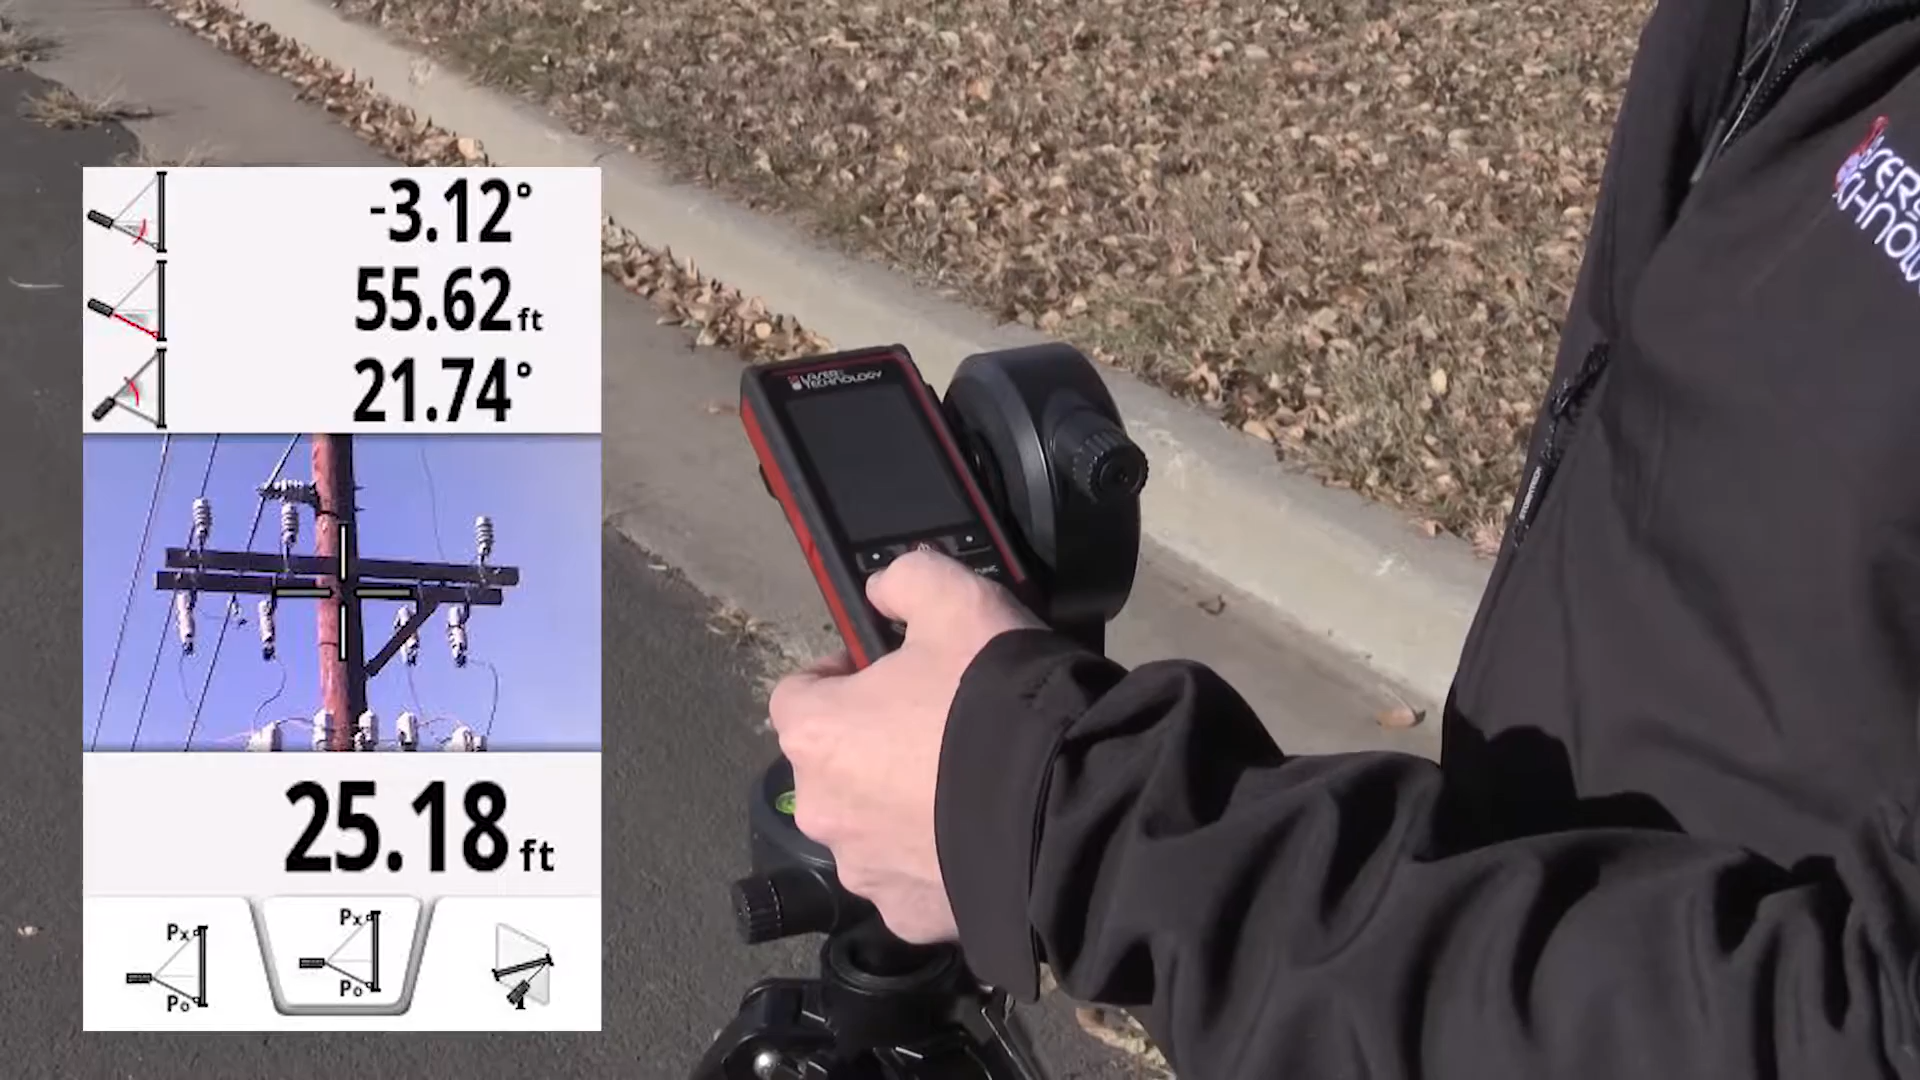 -3.12°
55.62 ft
21.74°
25.18 ft
Px
Po
Px
Po
LASER
TECHNOLOGY